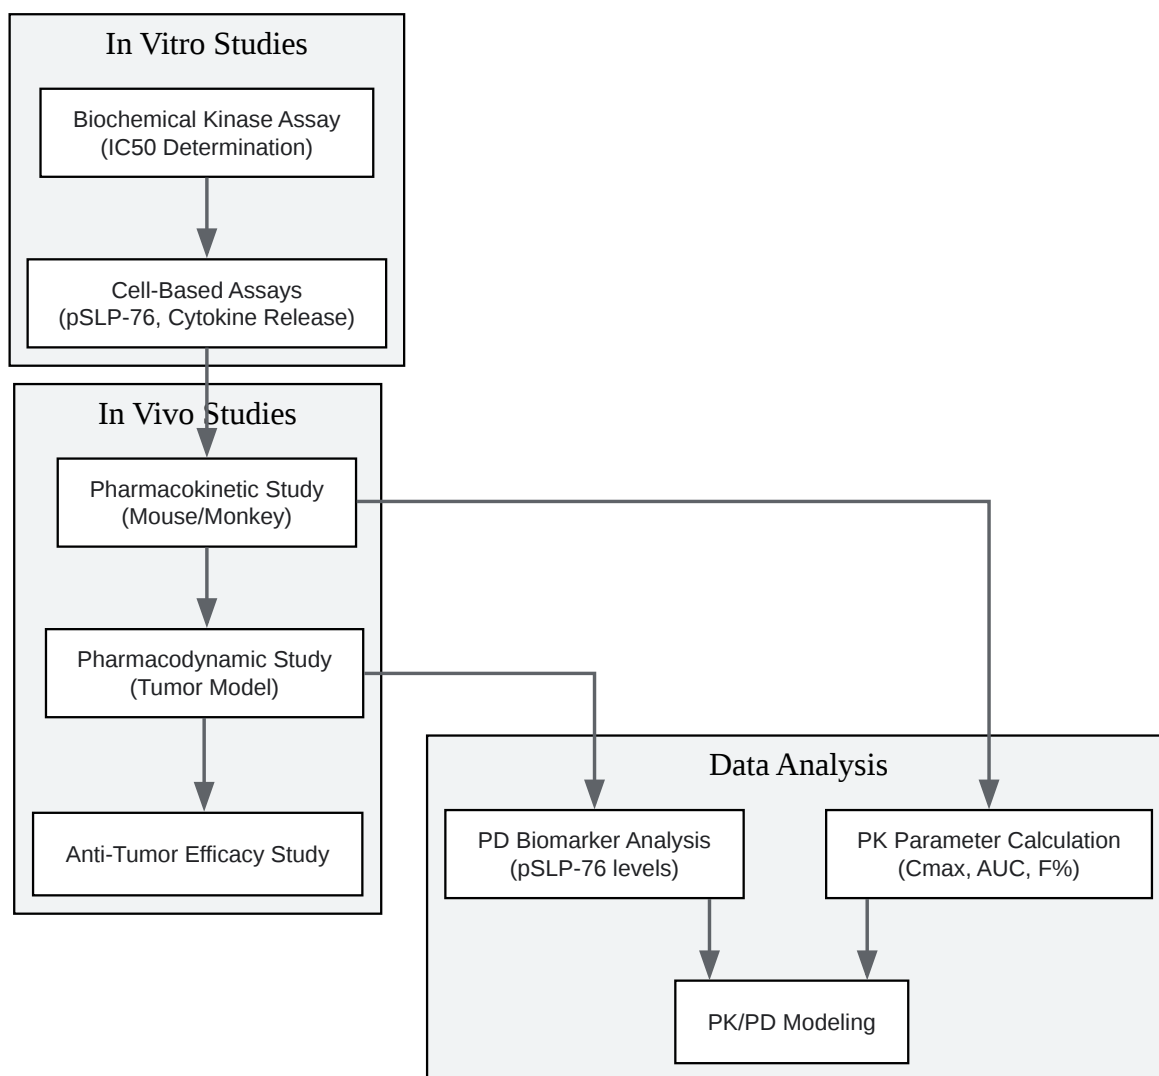 In Vitro Studies
Biochemical Kinase Assay
(IC50 Determination)
Cell-Based Assays
(pSLP-76, Cytokine Release)
In Vivo Studies
Pharmacokinetic Study
(Mouse/Monkey)
Pharmacodynamic Study
(Tumor Model)
Anti-Tumor Efficacy Study
Data Analysis
PD Biomarker Analysis
(pSLP-76 levels)
PK Parameter Calculation
(Cmax, AUC, F%)
PK/PD Modeling